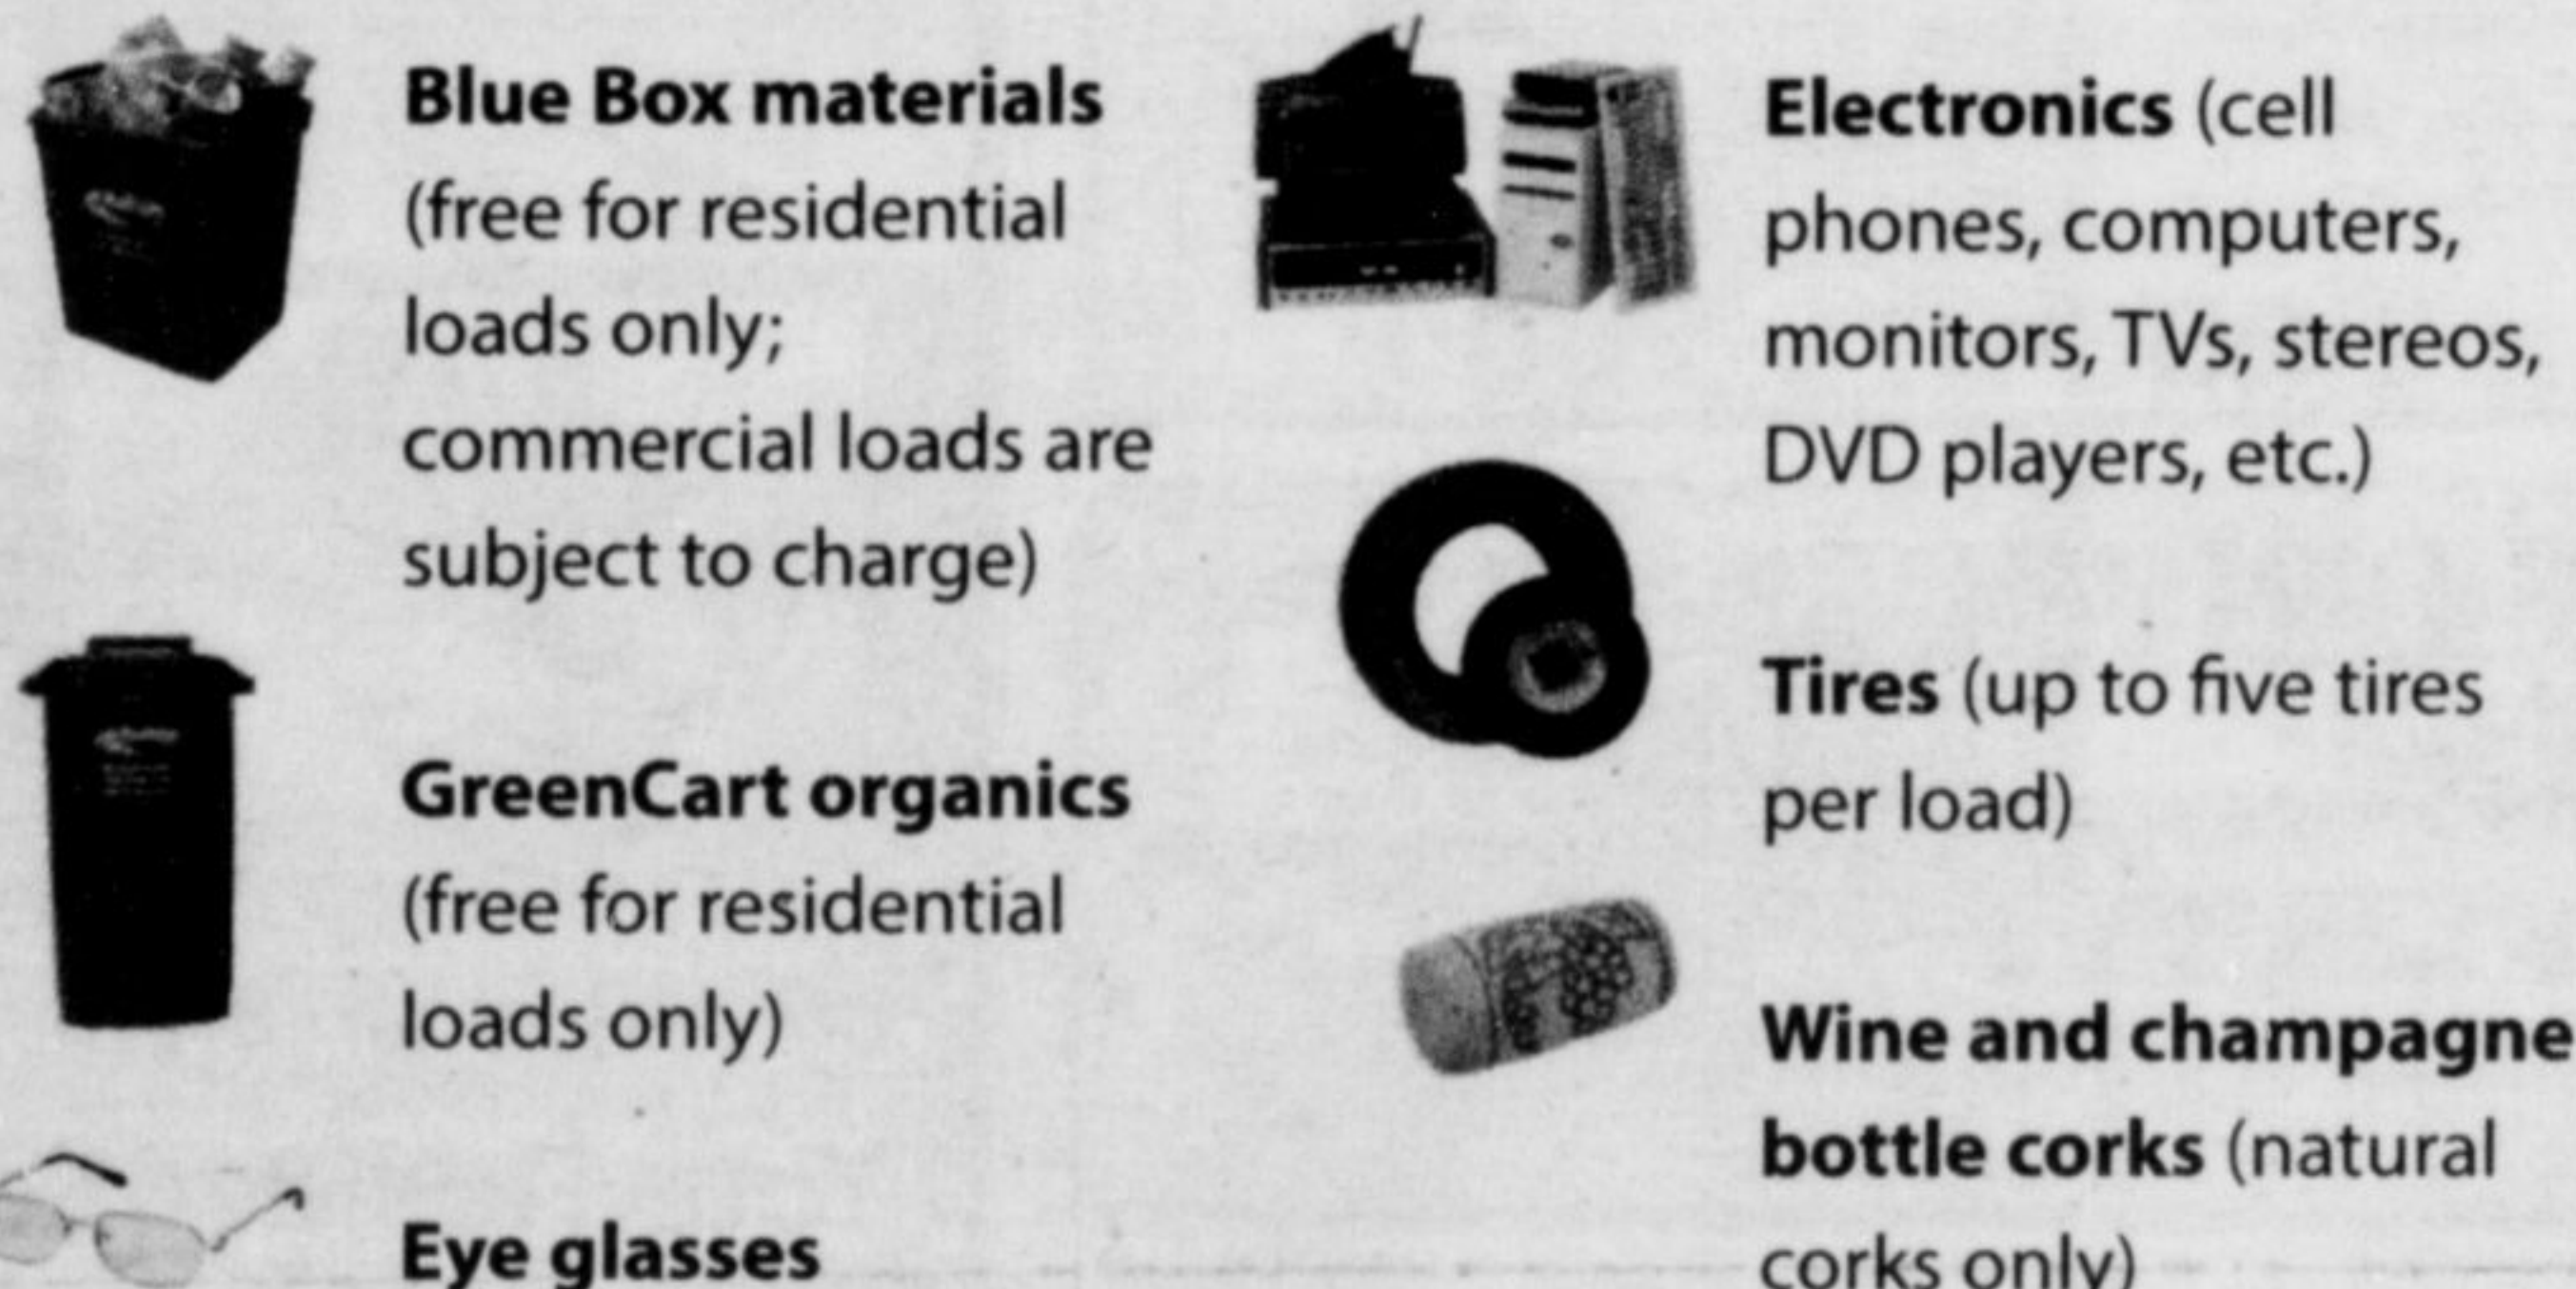 Blue Box materials
(free for residential
loads only;
commercial loads are
subject to charge)
GreenCart organics
(free for residential
loads only)
Eye glasses
Electronics (cell
phones, computers,
monitors, TVs, stereos,
DVD players, etc.)
Tires (up to five tires
per load)
Wine and champagne
bottle corks (natural
corks only)